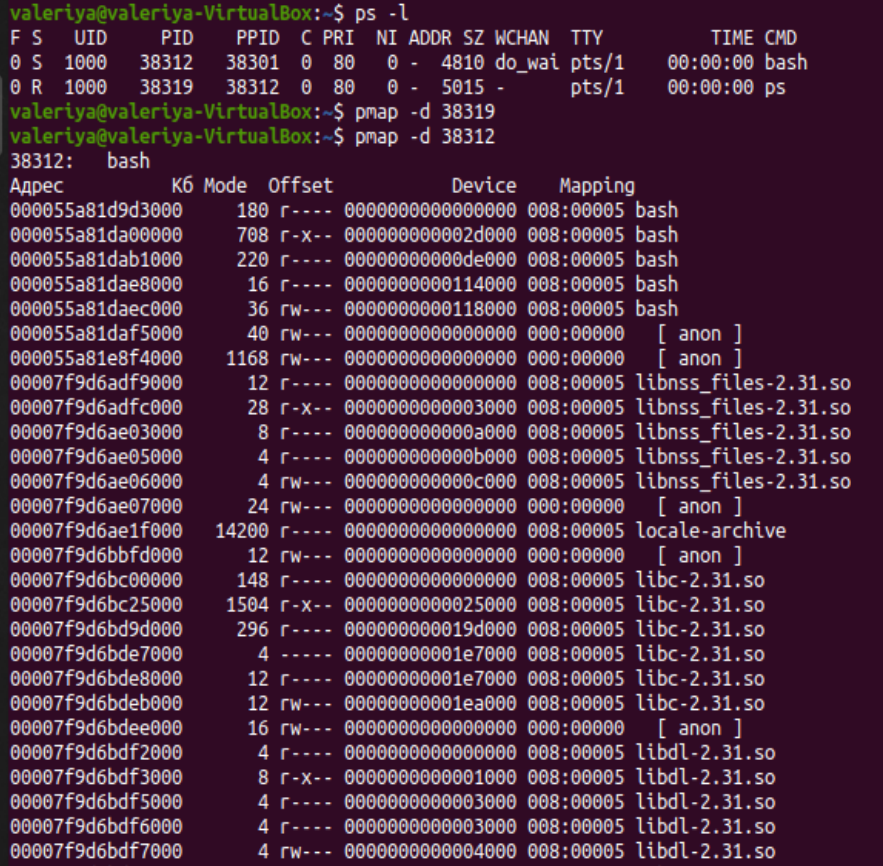 valeriya@valeriya-VirtualBox:~$ ps -l
F S   UID     PID    PPID  C PRI  NI ADDR SZ WCHAN  TTY          TIME CMD
0 S  1000   38312   38301  0  80   0 -  4810 do_wai pts/1    00:00:00 bash
0 R  1000   38319   38312  0  80   0 -  5015 -      pts/1    00:00:00 ps
valeriya@valeriya-VirtualBox:~$ pmap -d 38319
valeriya@valeriya-VirtualBox:~$ pmap -d 38312
38312:   bash
Адрес           Кб Mode  Offset           Device    Mapping
000055a81d9d3000     180 r---- 0000000000000000 008:00005 bash
000055a81da00000     708 r-x-- 000000000002d000 008:00005 bash
000055a81dab1000     220 r---- 00000000000de000 008:00005 bash
000055a81dae8000      16 r---- 0000000000114000 008:00005 bash
000055a81daec000      36 rw--- 0000000000118000 008:00005 bash
000055a81daf5000      40 rw--- 0000000000000000 000:00000   [ anon ]
000055a81e8f4000    1168 rw--- 0000000000000000 000:00000   [ anon ]
00007f9d6adf9000      12 r---- 0000000000000000 008:00005 libnss_files-2.31.so
00007f9d6adfc000      28 r-x-- 0000000000003000 008:00005 libnss_files-2.31.so
00007f9d6ae03000       8 r---- 000000000000a000 008:00005 libnss_files-2.31.so
00007f9d6ae05000       4 r---- 000000000000b000 008:00005 libnss_files-2.31.so
00007f9d6ae06000       4 rw--- 000000000000c000 008:00005 libnss_files-2.31.so
00007f9d6ae07000      24 rw--- 0000000000000000 000:00000   [ anon ]
00007f9d6ae1f000   14200 r---- 0000000000000000 008:00005 locale-archive
00007f9d6bbfd000      12 rw--- 0000000000000000 000:00000   [ anon ]
00007f9d6bc00000     148 r---- 0000000000000000 008:00005 libc-2.31.so
00007f9d6bc25000    1504 r-x-- 0000000000025000 008:00005 libc-2.31.so
00007f9d6bd9d000     296 r---- 000000000019d000 008:00005 libc-2.31.so
00007f9d6bde7000       4 ----- 00000000001e7000 008:00005 libc-2.31.so
00007f9d6bde8000      12 r---- 00000000001e7000 008:00005 libc-2.31.so
00007f9d6bdeb000      12 rw--- 00000000001ea000 008:00005 libc-2.31.so
00007f9d6bdee000      16 rw--- 0000000000000000 000:00000   [ anon ]
00007f9d6bdf2000       4 r---- 0000000000000000 008:00005 libdl-2.31.so
00007f9d6bdf3000       8 r-x-- 0000000000001000 008:00005 libdl-2.31.so
00007f9d6bdf5000       4 r---- 0000000000003000 008:00005 libdl-2.31.so
00007f9d6bdf6000       4 r---- 0000000000003000 008:00005 libdl-2.31.so
00007f9d6bdf7000       4 rw--- 0000000000004000 008:00005 libdl-2.31.so